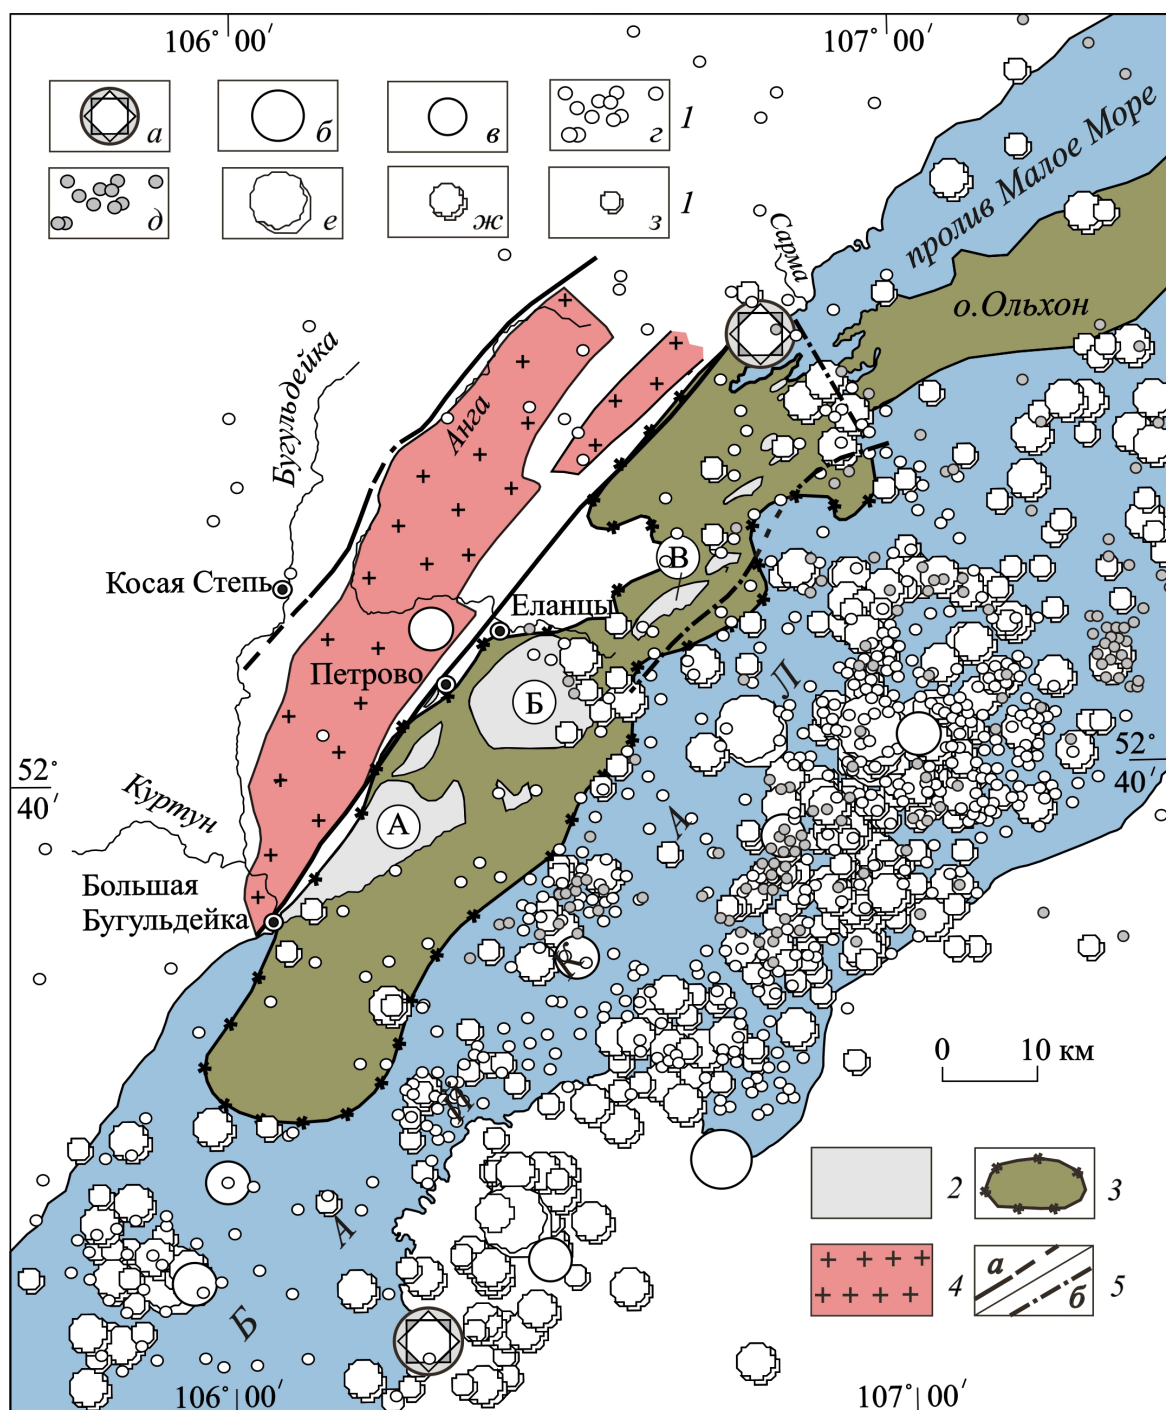 106° 00′
107° 00′
а
б
в
г
1
д
е
ж
з
1
пролив Малое Море
Сарма
о.Ольхон
Бугульдейка
Анга
В
Косая Степь
Еланцы
Петрово
Б
52°
40′
52°
40′
Куртун
А
Большая
Бугульдейка
0 10 км
2
3
4
а
б
5
Б А Й К А Л
106° 00′
107° 00′